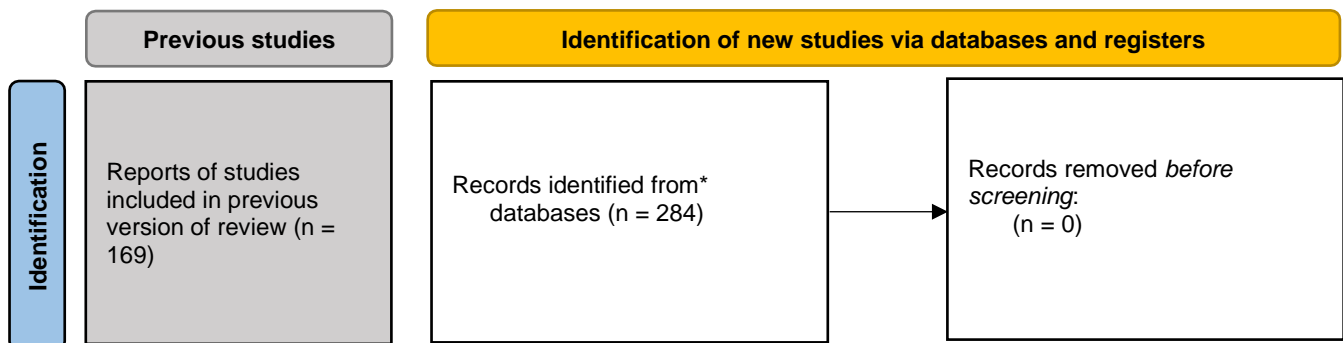 Previous studies
Identification of new studies via databases and registers
Identification
Reports of studies
included in previous
version of review (n =
169)
Records identified from*
databases (n = 284)
Records removed before
screening:
(n = 0)